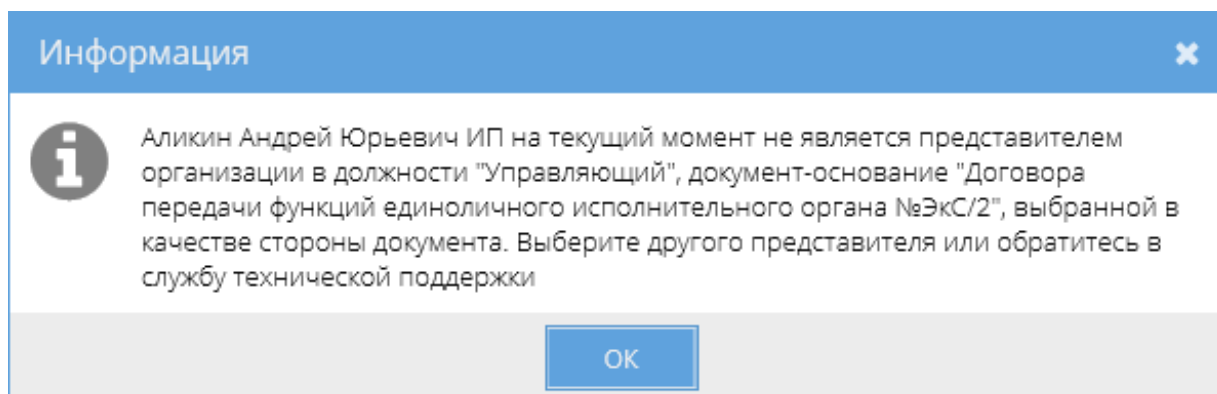 Информация
Аликин Андрей Юрьевич ИП на текущий момент не является представителем
организации в должности "Управляющий", документ-основание "Договора
передачи функций единоличного исполнительного органа №ЭкС/2", выбранной в
качестве стороны документа. Выберите другого представителя или обратитесь в
службу технической поддержки
ОК